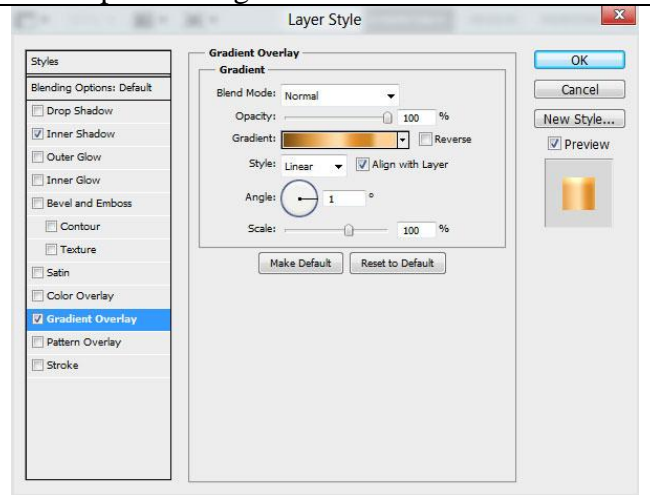 Layer Style
x
Styles
Blending Options: Default
Drop Shadow
Inner Shadow
Outer Glow
Inner Glow
Bevel and Emboss
Contour
Texture
Satin
Color Overlay
Gradient Overlay
Pattern Overlay
Stroke
Gradient Overlay
Gradient
Blend Mode: Normal
Opacity: 100 %
Gradient: Reverse
Style: Linear Align with Layer
Angle: 1 °
Scale: 100 %
Make Default Reset to Default
OK
Cancel
New Style...
Preview